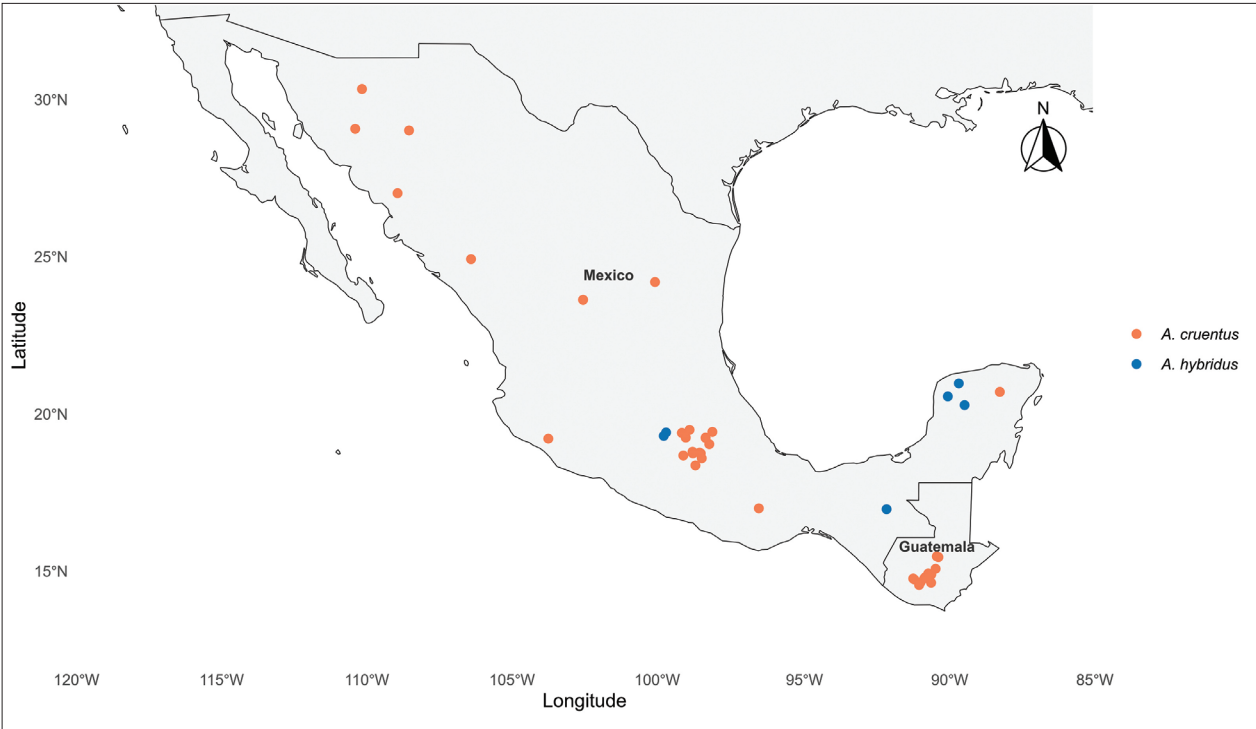 N
30°N
25°N
20°N
15°N
Latitude
Mexico
Guatemala
A. cruentus
A. hybridus
120°W 115°W 110°W 105°W 100°W 95°W 90°W 85°W
Longitude